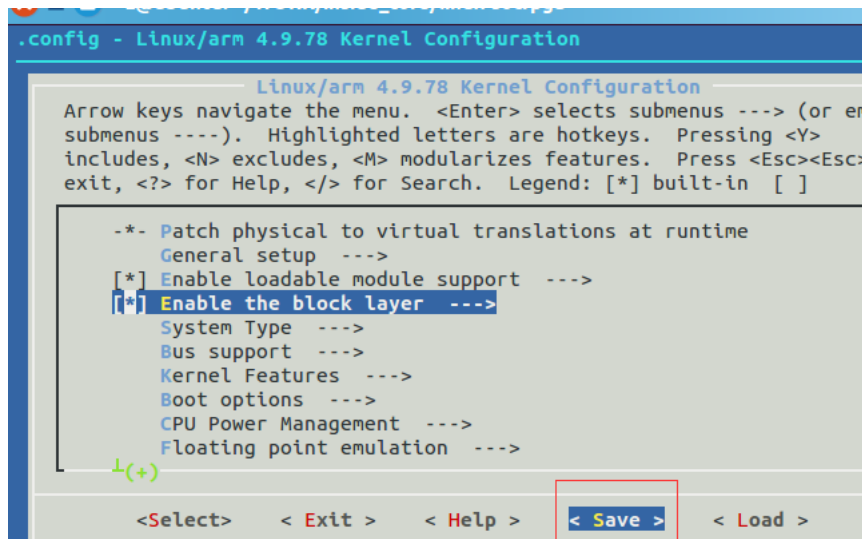 .config - Linux/arm 4.9.78 Kernel Configuration
Linux/arm 4.9.78 Kernel Configuration
Arrow keys navigate the menu.  <Enter> selects submenus ---> (or em
submenus ----).  Highlighted letters are hotkeys.  Pressing <Y>
includes, <N> excludes, <M> modularizes features.  Press <Esc><Esc>
exit, <?> for Help, </> for Search.  Legend: [*] built-in  [ ]
-*- Patch physical to virtual translations at runtime
General setup  --->
[*] Enable loadable module support  --->
[*] Enable the block layer  --->
System Type  --->
Bus support  --->
Kernel Features  --->
Boot options  --->
CPU Power Management  --->
Floating point emulation  --->
┴(+)
<Select>    < Exit >    < Help >    < Save >    < Load >